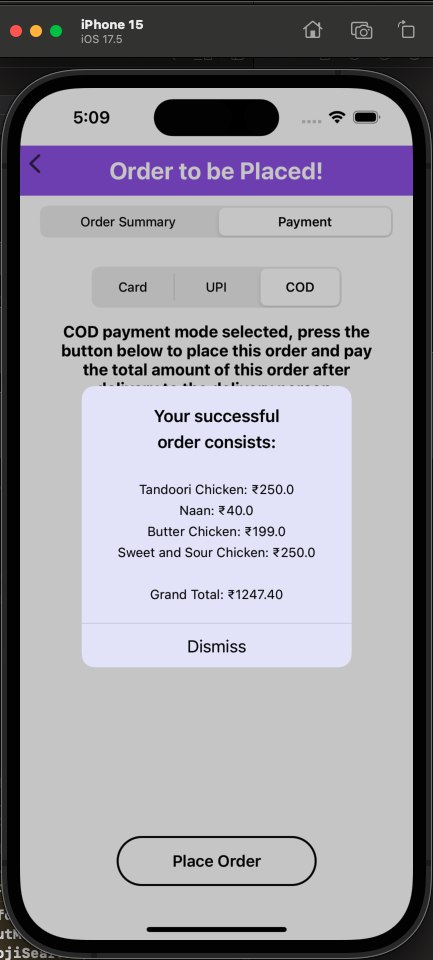 iPhone 15
iOS 17.5
5:09
Order to be Placed!
Order Summary
Payment
Card
UPI
COD
COD payment mode selected, press the
button below to place this order and pay
the total amount of this order after
Your successful
order consists:
Tandoori Chicken: ₹250.0
Naan: ₹40.0
Butter Chicken: ₹199.0
Sweet and Sour Chicken: ₹250.0
Grand Total: ₹1247.40
Dismiss
Place Order